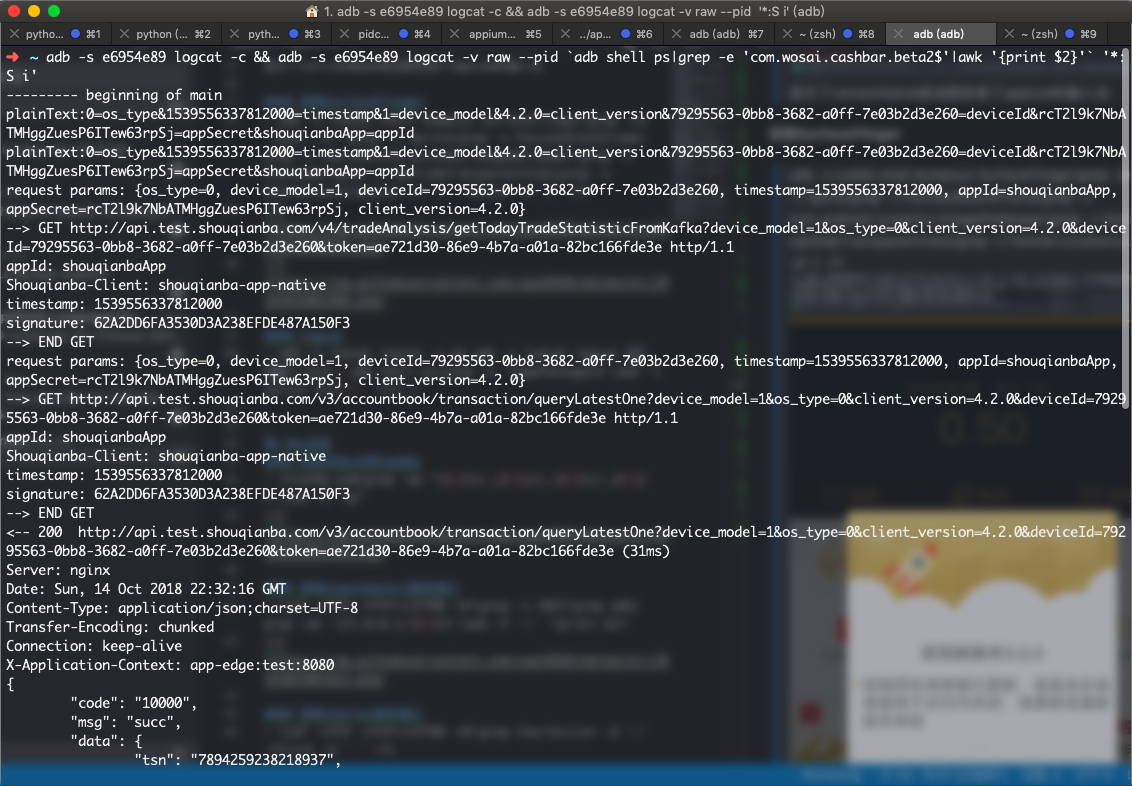 1. adb -s e6954e89 logcat -c && adb -s e6954e89 logcat -v raw --pid  '*:S i' (adb)
pytho... ⌘1 python (... ⌘2 pyth... ⌘3 pidc... ⌘4 appium... ⌘5 ../ap... ⌘6 adb (adb) ⌘7 ~ (zsh) ⌘8 adb (adb) ~ (zsh) ⌘9
➜  ~ adb -s e6954e89 logcat -c && adb -s e6954e89 logcat -v raw --pid `adb shell ps|grep -e 'com.wosai.cashbar.beta2$'|awk '{print $2}'` '*:
S i'
--------- beginning of main
plainText:0=os_type&1539556337812000=timestamp&1=device_model&4.2.0=client_version&79295563-0bb8-3682-a0ff-7e03b2d3e260=deviceId&rcT2l9k7NbA
TMHggZuesP6ITew63rpSj=appSecret&shouqianbaApp=appId
plainText:0=os_type&1539556337812000=timestamp&1=device_model&4.2.0=client_version&79295563-0bb8-3682-a0ff-7e03b2d3e260=deviceId&rcT2l9k7NbA
TMHggZuesP6ITew63rpSj=appSecret&shouqianbaApp=appId
request params: {os_type=0, device_model=1, deviceId=79295563-0bb8-3682-a0ff-7e03b2d3e260, timestamp=1539556337812000, appId=shouqianbaApp,
appSecret=rcT2l9k7NbATMHggZuesP6ITew63rpSj, client_version=4.2.0}
--> GET http://api.test.shouqianba.com/v4/tradeAnalysis/getTodayTradeStatisticFromKafka?device_model=1&os_type=0&client_version=4.2.0&device
Id=79295563-0bb8-3682-a0ff-7e03b2d3e260&token=ae721d30-86e9-4b7a-a01a-82bc166fde3e http/1.1
appId: shouqianbaApp
Shouqianba-Client: shouqianba-app-native
timestamp: 1539556337812000
signature: 62A2DD6FA3530D3A238EFDE487A150F3
--> END GET
request params: {os_type=0, device_model=1, deviceId=79295563-0bb8-3682-a0ff-7e03b2d3e260, timestamp=1539556337812000, appId=shouqianbaApp,
appSecret=rcT2l9k7NbATMHggZuesP6ITew63rpSj, client_version=4.2.0}
--> GET http://api.test.shouqianba.com/v3/accountbook/transaction/queryLatestOne?device_model=1&os_type=0&client_version=4.2.0&deviceId=7929
5563-0bb8-3682-a0ff-7e03b2d3e260&token=ae721d30-86e9-4b7a-a01a-82bc166fde3e http/1.1
appId: shouqianbaApp
Shouqianba-Client: shouqianba-app-native
timestamp: 1539556337812000
signature: 62A2DD6FA3530D3A238EFDE487A150F3
--> END GET
<-- 200  http://api.test.shouqianba.com/v3/accountbook/transaction/queryLatestOne?device_model=1&os_type=0&client_version=4.2.0&deviceId=792
95563-0bb8-3682-a0ff-7e03b2d3e260&token=ae721d30-86e9-4b7a-a01a-82bc166fde3e (31ms)
Server: nginx
Date: Sun, 14 Oct 2018 22:32:16 GMT
Content-Type: application/json;charset=UTF-8
Transfer-Encoding: chunked
Connection: keep-alive
X-Application-Context: app-edge:test:8080
{
"code": "10000",
"msg": "succ",
"data": {
"tsn": "7894259238218937",
0.50